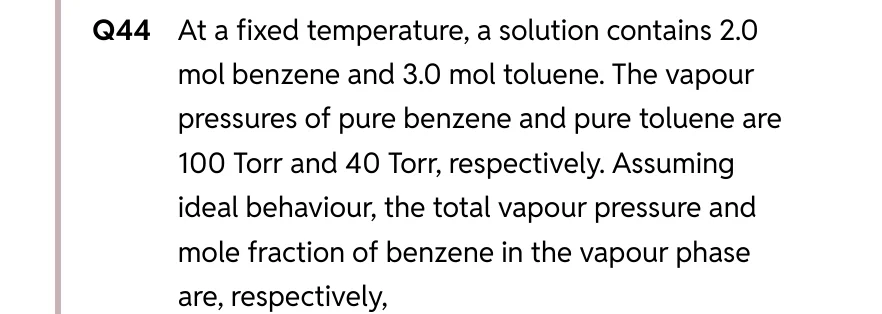 Q44 At a fixed temperature, a solution contains 2.0
mol benzene and 3.0 mol toluene. The vapour
pressures of pure benzene and pure toluene are
100 Torr and 40 Torr, respectively. Assuming
ideal behaviour, the total vapour pressure and
mole fraction of benzene in the vapour phase
are, respectively,